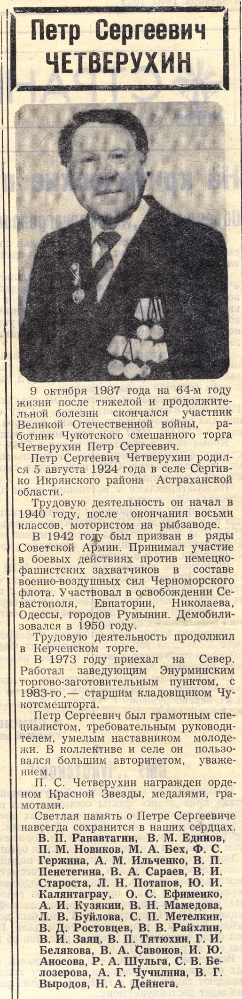 Петр Сергеевич
ЧЕТВЕРУХИН
9 октября 1987 года на 64-м году
жизни после тяжелой и продолжите-
льной болезни скончался участник
Великой Отечественной войны, ра-
ботник Чукотского смешанного торга
Четверухин Петр Сергеевич.
Петр Сергеевич Четверухин родил-
ся 5 августа 1924 года в селе Сергив-
ко Икрянского района Астраханской
области.
Трудовую деятельность он начал в
1940 году, после окончания восьми
классов, мотористом на рыбзаводе.
В 1942 году был призван в ряды
Советской Армии. Принимал участие
в боевых действиях против немецко-
фашистских захватчиков в составе
военно-воздушных сил Черноморского
флота. Участвовал в освобождении Се-
вастополя, Евпатории, Николаева,
Одессы, городов Румынии. Демобили-
зовался в 1950 году.
Трудовую деятельность продолжил
в Керченском торге.
В 1973 году приехал на Север.
Работал заведующим Энурминским
торгово-заготовительным пунктом, с
1983-го.— старшим кладовщиком Чу-
котсмешторга.
Петр Сергеевич был грамотным спе-
циалистом, требовательным руководи-
телем, умелым наставником молоде-
жи. В коллективе и селе он пользо-
вался большим авторитетом, уваже-
нием.
П. С. Четверухин награжден орде-
ном Красной Звезды, медалями, гра-
мотами.
Светлая память о Петре Сергеевиче
навсегда сохранится в наших сердцах.
В. П. Ранавтагин, В. М. Единов,
П. М. Новиков, М. А. Бех, Ф. С.
Гержина, А. М. Ильченко, В. П.
Пенетегина, В. А. Сараев, В. И.
Староста, Л. Н. Потапов, Ю. И.
Калянтаграу, О. С. Ефименко,
А. И. Кузякин, В. Н. Мамедова,
Л. В. Буйлова, С. П. Метелкин,
В. Д. Ростовцев, В. В. Райхлин,
В. И. Заяц, В. П. Тятюхин, Г. И.
Белякова, В. А. Савонов, И. Ю.
Аносова, Р. А. Шульга, С. В. Бе-
лозерова, А. Г. Чучилина, В. Г.
Выродов, Н. А. Дейнега.